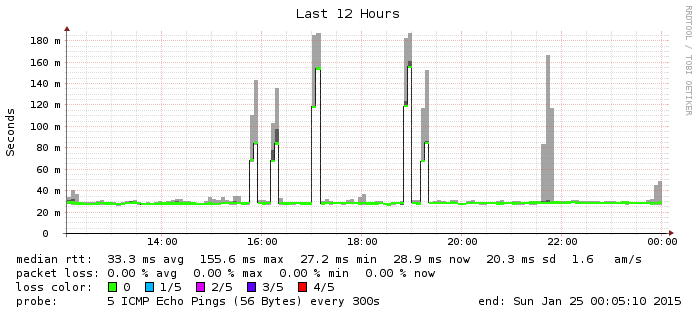 Last 12 Hours
RRDTOOL / TOBI OETIKER
Seconds
180 m
160 m
140 m
120 m
100 m
80 m
60 m
40 m
20 m
0
14:00 16:00 18:00 20:00 22:00 00:00
median rtt: 33.3 ms avg 155.6 ms max 27.2 ms min 28.9 ms now 20.3 ms sd 1.6 am/s
packet loss: 0.00 % avg 0.00 % max 0.00 % min 0.00 % now
loss color: 0 1/5 2/5 3/5 4/5
probe: 5 ICMP Echo Pings (56 Bytes) every 300s end: Sun Jan 25 00:05:10 2015